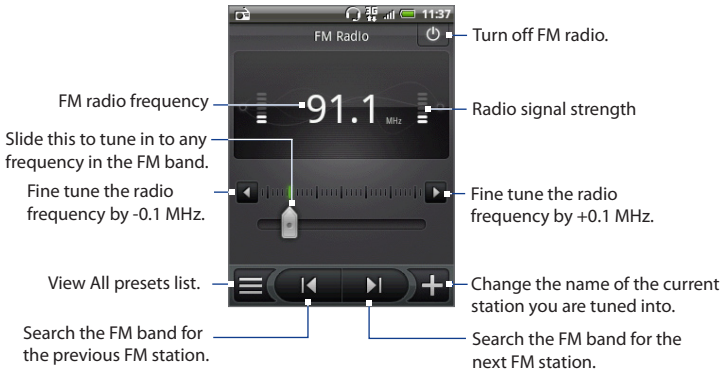 3G 11:37
FM Radio
Turn off FM radio.
FM radio frequency
91.1 MHz
Radio signal strength
Slide this to tune in to any
frequency in the FM band.
Fine tune the radio
frequency by -0.1 MHz.
Fine tune the radio
frequency by +0.1 MHz.
View All presets list.
Change the name of the current
station you are tuned into.
Search the FM band for
the previous FM station.
Search the FM band for the
next FM station.